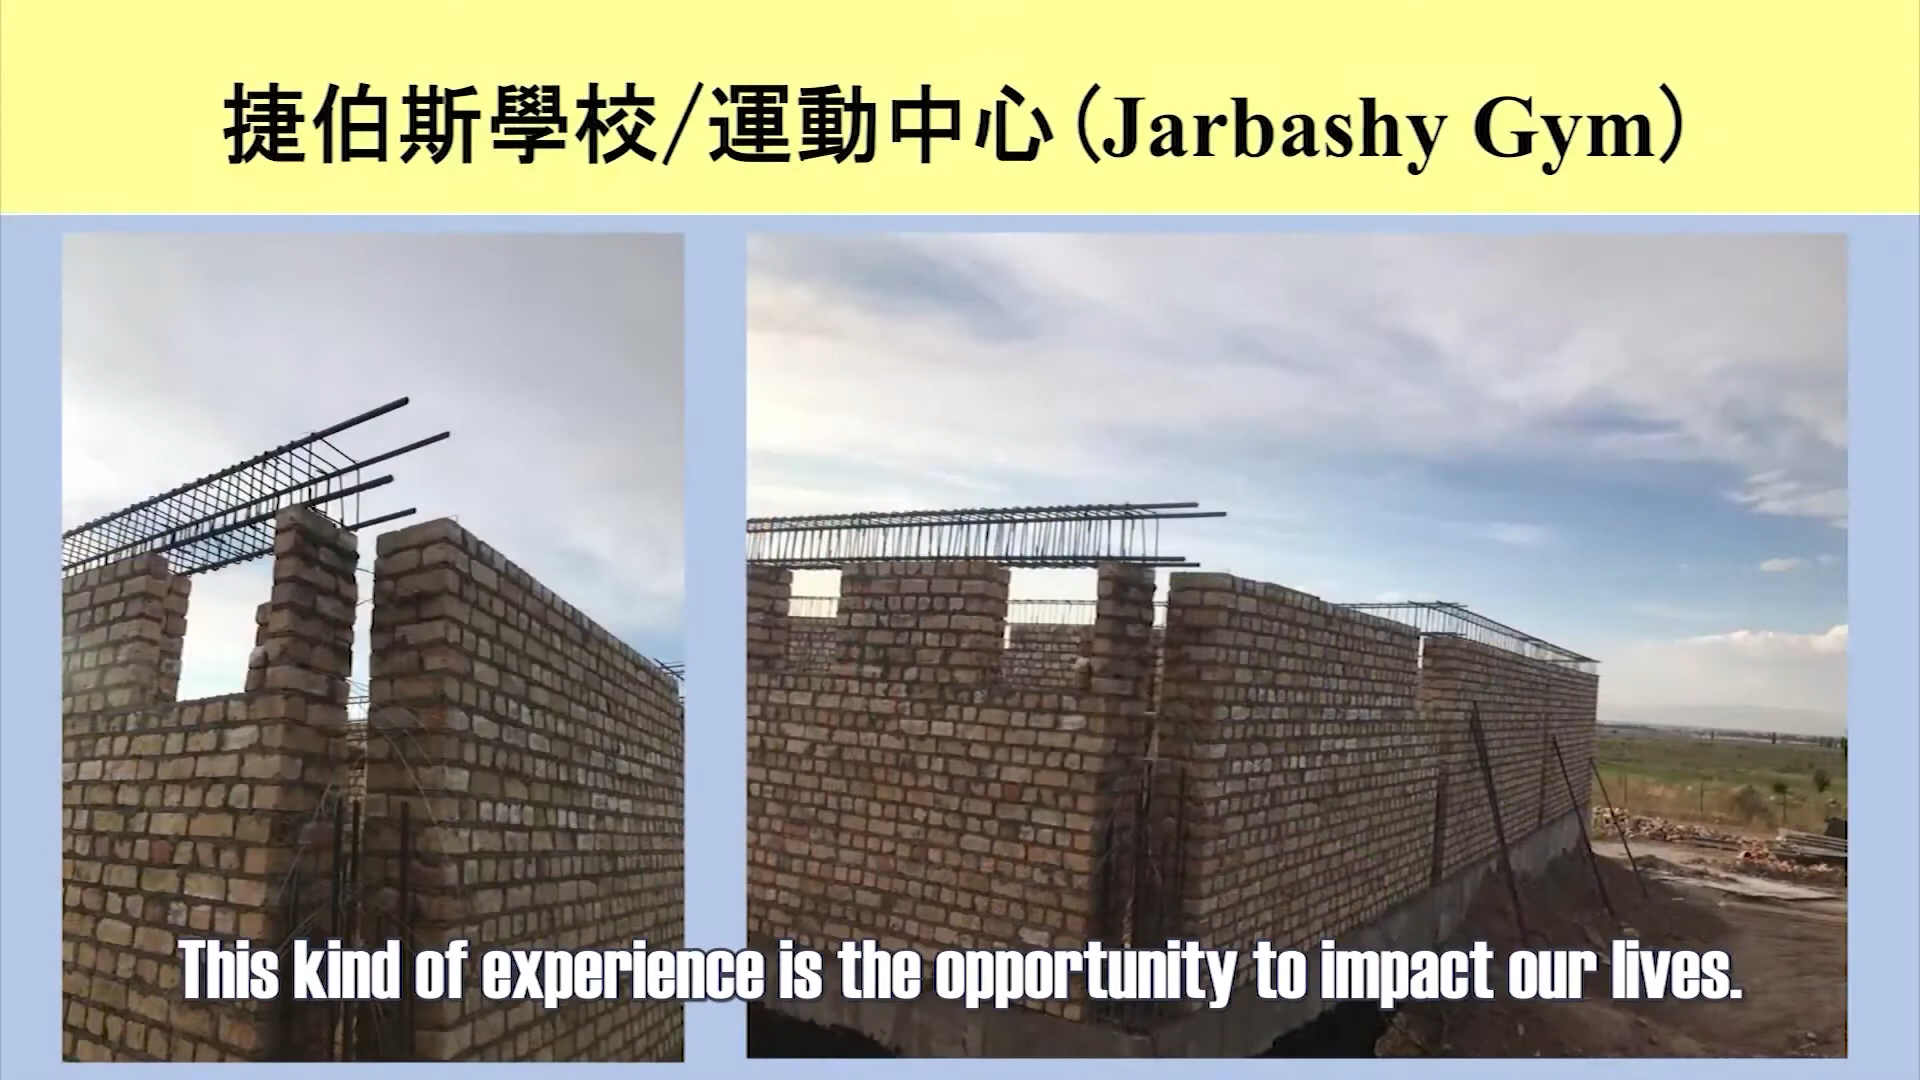 捷伯斯學校/運動中心(Jarbashy Gym)
This kind of experience is the opportunity to impact our lives.